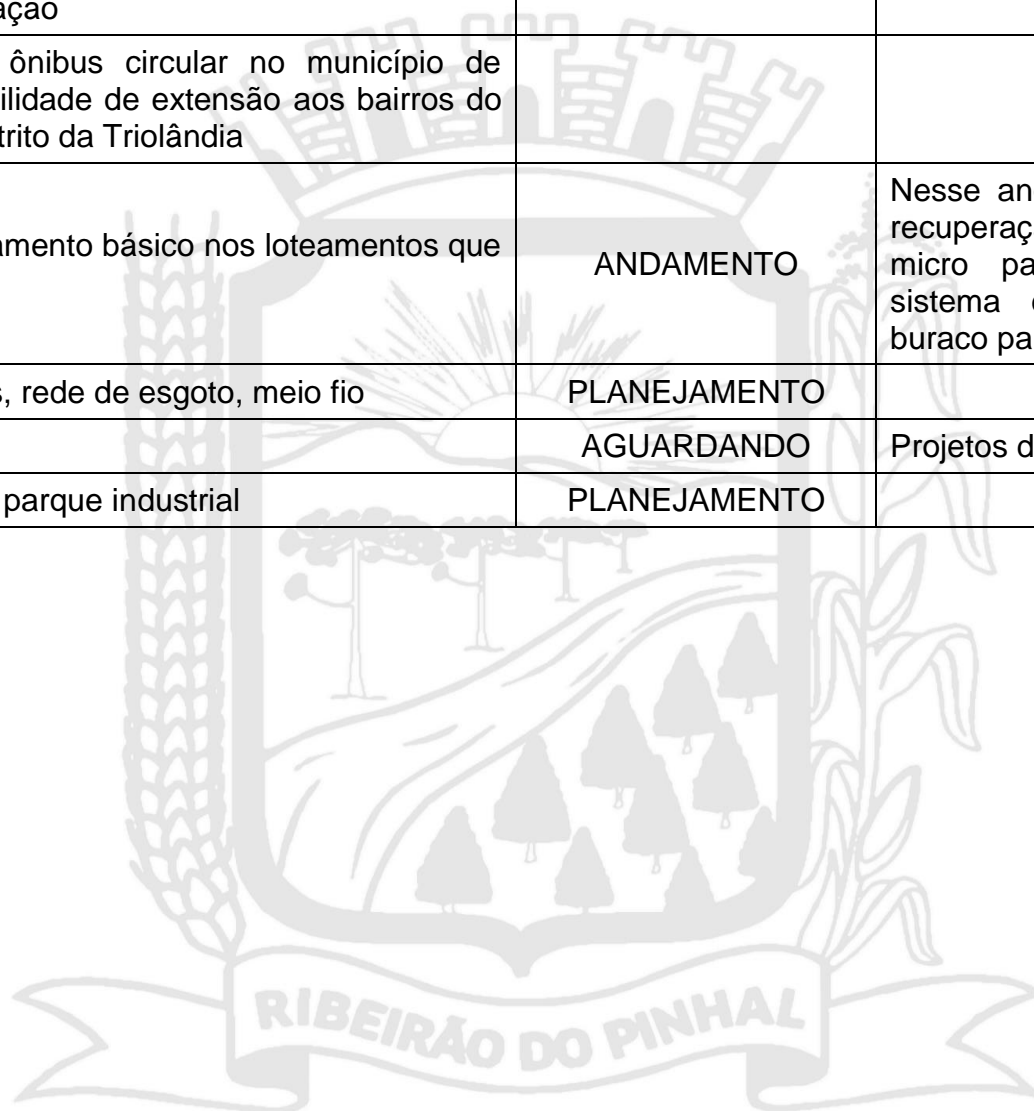 ação
ônibus circular no município de
ilidade de extensão aos bairros do
trito da Triolândia
amento básico nos loteamentos que
ANDAMENTO
Nesse an
recuperaç
micro pa
sistema
buraco pa
s, rede de esgoto, meio fio
PLANEJAMENTO
AGUARDANDO
Projetos d
parque industrial
PLANEJAMENTO
RIBEIRÃO DO PINHAL